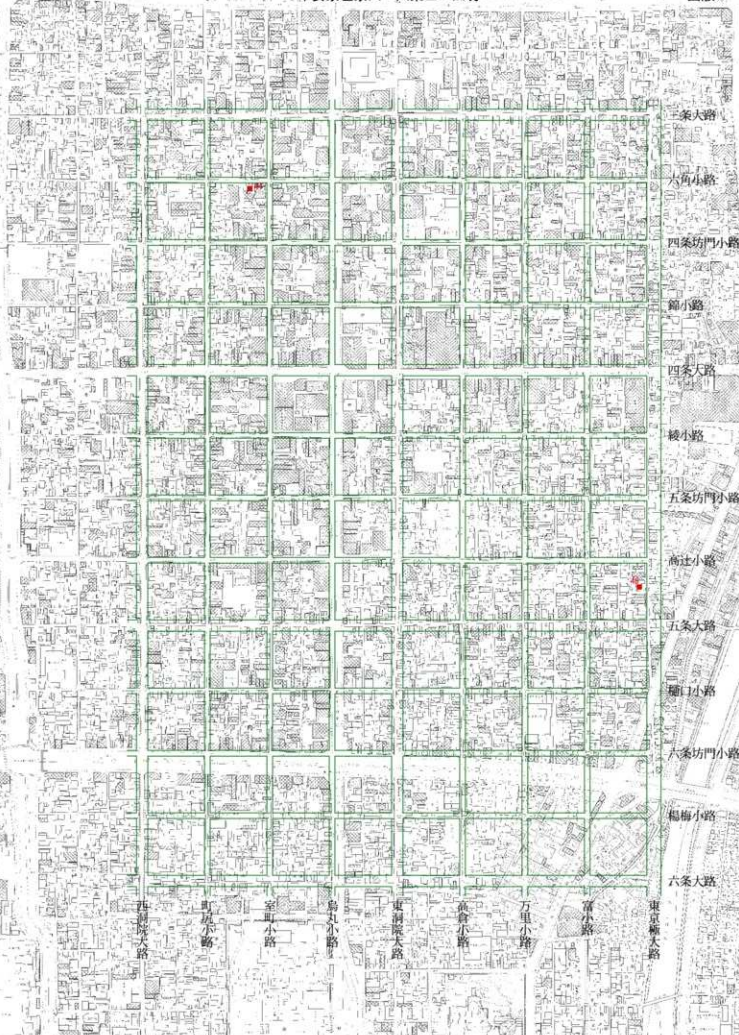 三条大路
六角小路
四条坊門小路
錦小路
四条大路
綾小路
五条坊門小路
高辻小路
五条大路
樋口小路
六条坊門小路
楊梅小路
六条大路
西洞院大路
町尻小路
室町小路
烏丸小路
東洞院大路
高倉小路
万里小路
富小路
東京極大路